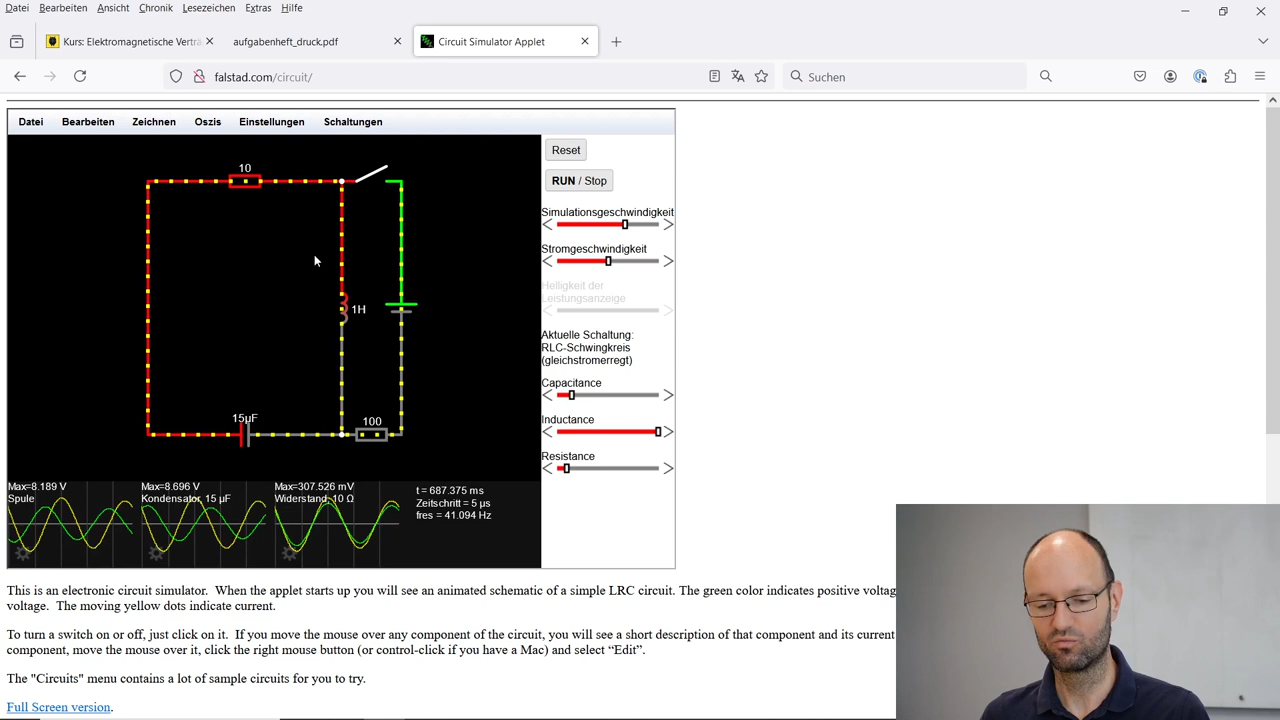 Datei Bearbeiten Ansicht Chronik Lesezeichen Extras Hilfe
Kurs: Elektromagnetische Verträ
aufgabenheft_druck.pdf
Circuit Simulator Applet
falstad.com/circuit/
Suchen
Datei Bearbeiten Zeichnen Oszis Einstellungen Schaltungen
Reset
RUN / Stop
Simulationsgeschwindigkeit
Stromgeschwindigkeit
Helligkeit der
Leistungsanzeige
Aktuelle Schaltung:
RLC-Schwingkreis
(gleichstromerregt)
Capacitance
Inductance
Resistance
10
1H
15µF
100
Max=8.189 V
Spule
Max=8.696 V
Kondensator, 15 µF
Max=307.526 mV
Widerstand, 10 Ω
t = 687.375 ms
Zeitschritt = 5 µs
fres = 41.094 Hz
This is an electronic circuit simulator. When the applet starts up you will see an animated schematic of a simple LRC circuit. The green color indicates positive voltag
voltage. The moving yellow dots indicate current.
To turn a switch on or off, just click on it. If you move the mouse over any component of the circuit, you will see a short description of that component and its current
component, move the mouse over it, click the right mouse button (or control-click if you have a Mac) and select “Edit”.
The "Circuits" menu contains a lot of sample circuits for you to try.
Full Screen version.